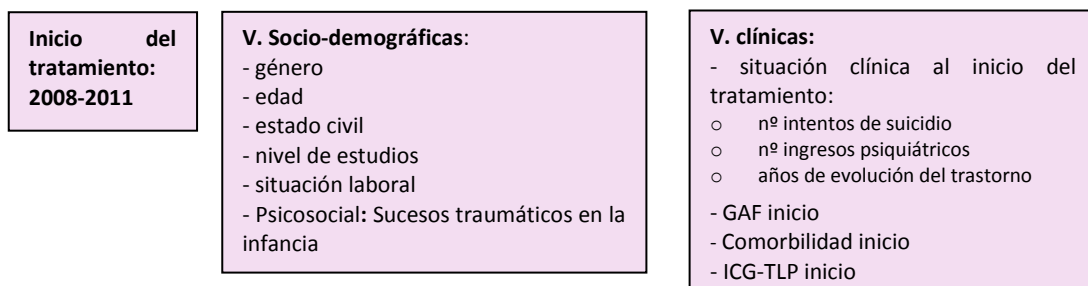 Inicio del
tratamiento:
2008-2011
V. Socio-demográficas:
- género
- edad
- estado civil
- nivel de estudios
- situación laboral
- Psicosocial: Sucesos traumáticos en la
infancia
V. clínicas:
- situación clínica al inicio del
tratamiento:
o nº intentos de suicidio
o nº ingresos psiquiátricos
o años de evolución del trastorno
- GAF inicio
- Comorbilidad inicio
- ICG-TLP inicio